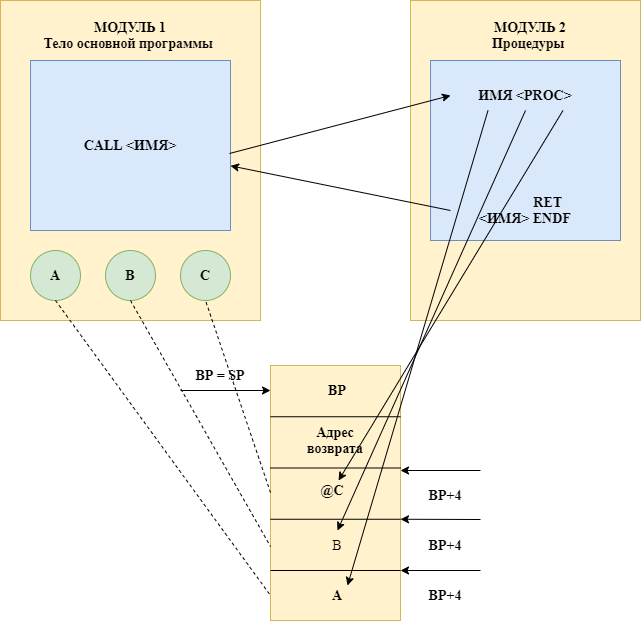 МОДУЛЬ 1
Тело основной программы
CALL <ИМЯ>
A
B
C
МОДУЛЬ 2
Процедуры
ИМЯ <PROC>
RET
<ИМЯ> ENDF
BP = SP
BP
Адрес
возврата
@C
BP+4
B
BP+4
A
BP+4